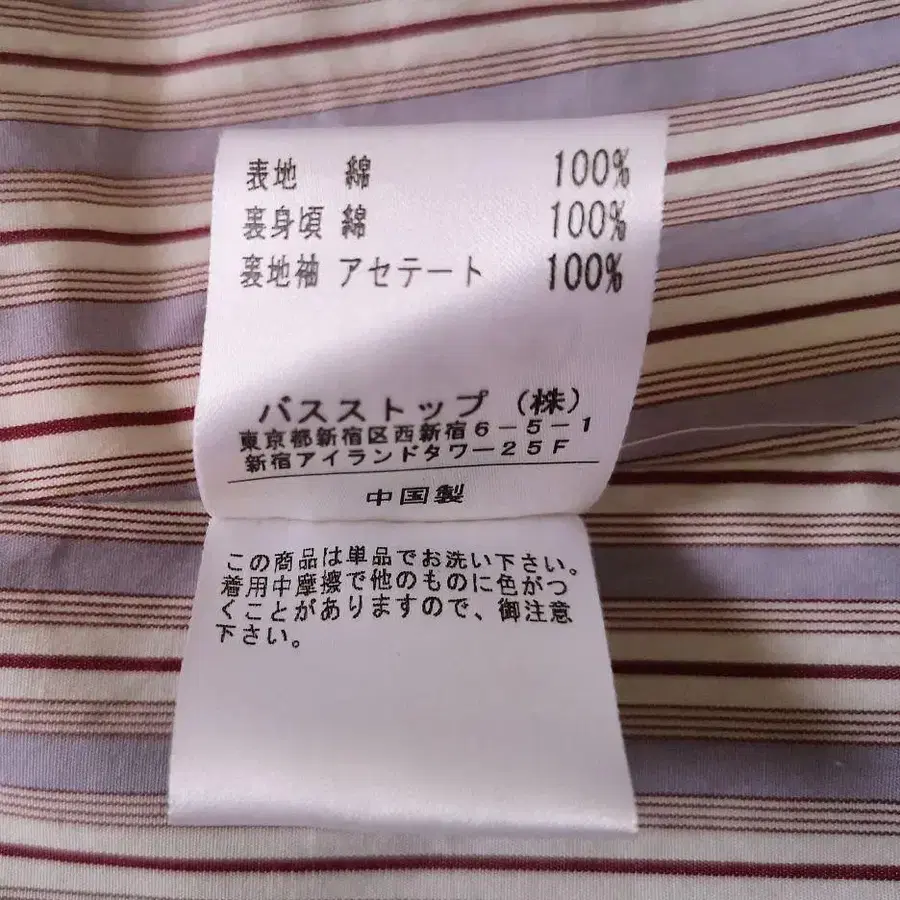 表地 綿 100%
裏身頃 綿 100%
裏地袖 アセテート 100%
バスストップ(株)
東京都新宿区西新宿6-5-1
新宿アイランドタワー25F
中国製
この商品は単品でお洗い下さい。
着用中摩擦で他のものに色がつ
くことがありますので、御注意
下さい。